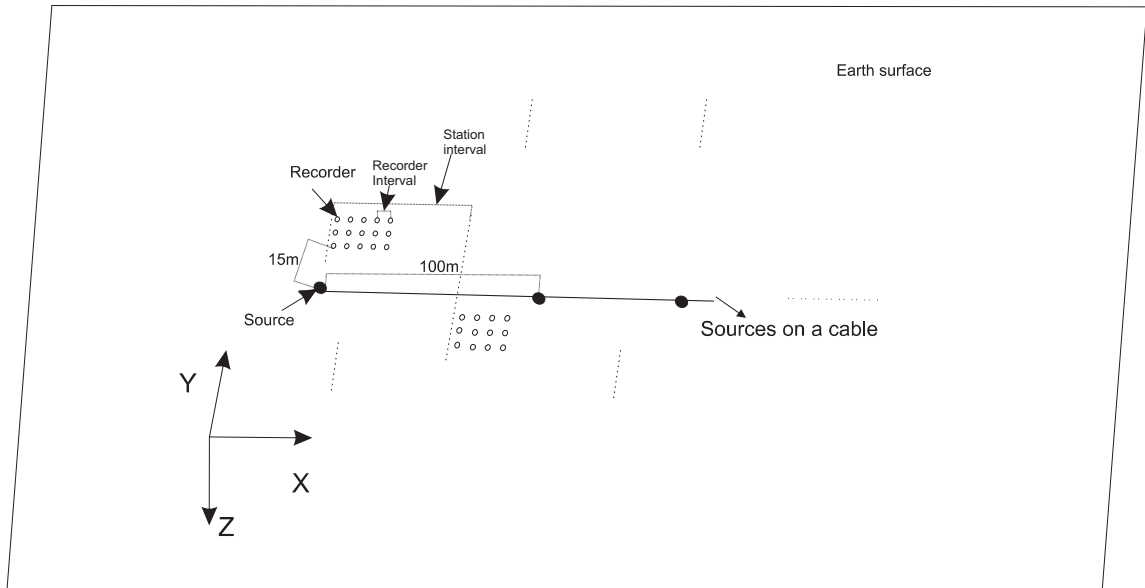 Earth surface
Station
interval
Recorder
Recorder
Interval
15m
100m
Source
Sources on a cable
Y
X
Z